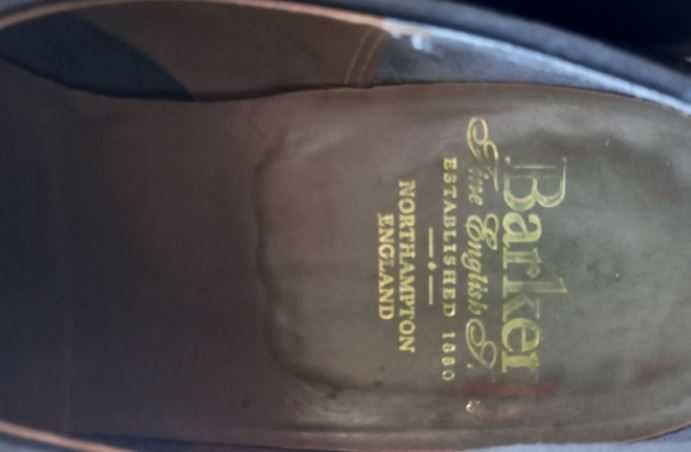 Barker
Fine English
ESTABLISHED 1880
NORTHAMPTON
ENGLAND